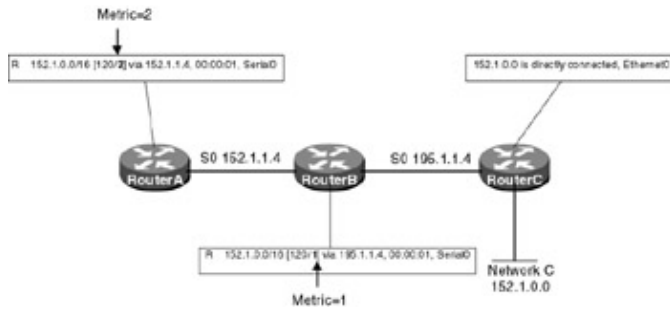 Metric=2
R 152.1.0.0/16 [120/2] via 152.1.1.4, 00:00:01, Serial0
152.1.0.0 is directly connected, Ethernet0
S0 152.1.1.4
S0 195.1.1.4
RouterA
RouterB
RouterC
R 152.1.0.0/16 [120/1] via 195.1.1.4, 00:00:01, Serial0
Network C
152.1.0.0
Metric=1